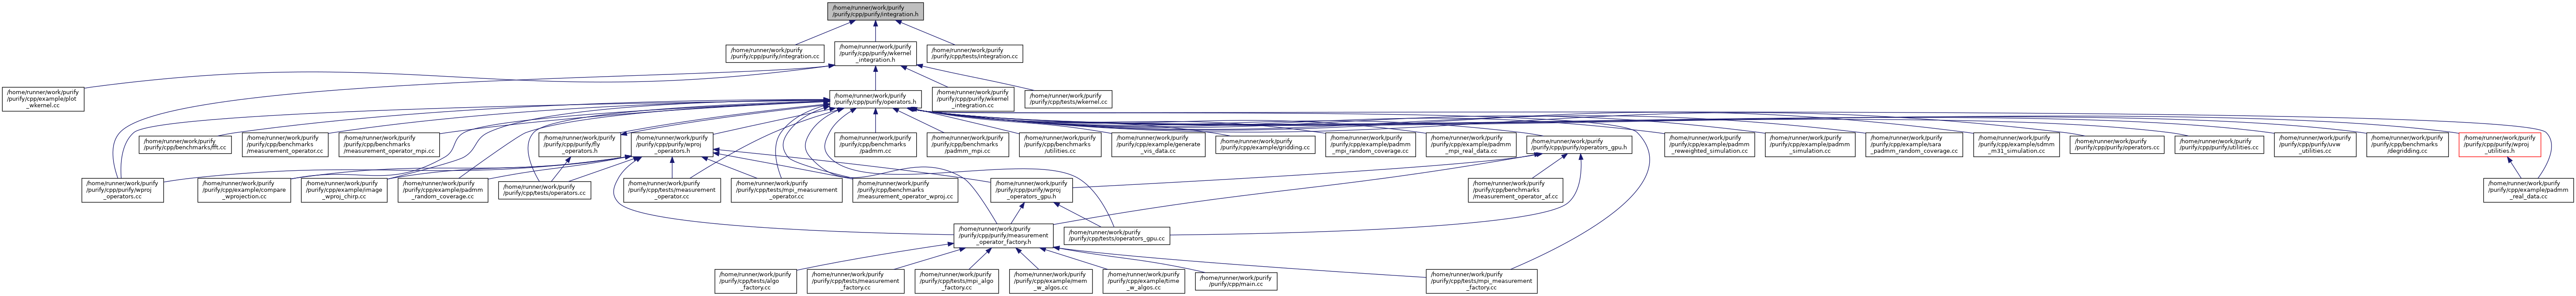 /home/runner/work/purify
/purify/cpp/purify/integration.h
/home/runner/work/purify
/purify/cpp/purify/integration.cc
/home/runner/work/purify
/purify/cpp/purify/wkernel
_integration.h
/home/runner/work/purify
/purify/cpp/tests/integration.cc
/home/runner/work/purify
/purify/cpp/example/plot
_wkernel.cc
/home/runner/work/purify
/purify/cpp/purify/operators.h
/home/runner/work/purify
/purify/cpp/purify/wkernel
_integration.cc
/home/runner/work/purify
/purify/cpp/tests/wkernel.cc
/home/runner/work/purify
/purify/cpp/benchmarks/fft.cc
/home/runner/work/purify
/purify/cpp/benchmarks
/measurement_operator.cc
/home/runner/work/purify
/purify/cpp/benchmarks
/measurement_operator_mpi.cc
/home/runner/work/purify
/purify/cpp/purify/fly
_operators.h
/home/runner/work/purify
/purify/cpp/purify/wproj
_operators.h
/home/runner/work/purify
/purify/cpp/benchmarks
/padmm.cc
/home/runner/work/purify
/purify/cpp/benchmarks
/padmm_mpi.cc
/home/runner/work/purify
/purify/cpp/benchmarks
/utilities.cc
/home/runner/work/purify
/purify/cpp/example/generate
_vis_data.cc
/home/runner/work/purify
/purify/cpp/example/gridding.cc
/home/runner/work/purify
/purify/cpp/example/padmm
_mpi_random_coverage.cc
/home/runner/work/purify
/purify/cpp/example/padmm
_mpi_real_data.cc
/home/runner/work/purify
/purify/cpp/purify/operators_gpu.h
/home/runner/work/purify
/purify/cpp/example/padmm
_reweighted_simulation.cc
/home/runner/work/purify
/purify/cpp/example/padmm
_simulation.cc
/home/runner/work/purify
/purify/cpp/example/sara
_padmm_random_coverage.cc
/home/runner/work/purify
/purify/cpp/example/sdmm
_m31_simulation.cc
/home/runner/work/purify
/purify/cpp/purify/operators.cc
/home/runner/work/purify
/purify/cpp/purify/utilities.cc
/home/runner/work/purify
/purify/cpp/purify/uvw
_utilities.cc
/home/runner/work/purify
/purify/cpp/benchmarks
/degridding.cc
/home/runner/work/purify
/purify/cpp/purify/wproj
_utilities.h
/home/runner/work/purify
/purify/cpp/purify/wproj
_operators.cc
/home/runner/work/purify
/purify/cpp/example/compare
_wprojection.cc
/home/runner/work/purify
/purify/cpp/example/image
_wproj_chirp.cc
/home/runner/work/purify
/purify/cpp/example/padmm
_random_coverage.cc
/home/runner/work/purify
/purify/cpp/tests/operators.cc
/home/runner/work/purify
/purify/cpp/tests/measurement
_operator.cc
/home/runner/work/purify
/purify/cpp/tests/mpi_measurement
_operator.cc
/home/runner/work/purify
/purify/cpp/benchmarks
/measurement_operator_wproj.cc
/home/runner/work/purify
/purify/cpp/purify/wproj
_operators_gpu.h
/home/runner/work/purify
/purify/cpp/benchmarks
/measurement_operator_af.cc
/home/runner/work/purify
/purify/cpp/example/padmm
_real_data.cc
/home/runner/work/purify
/purify/cpp/purify/measurement
_operator_factory.h
/home/runner/work/purify
/purify/cpp/tests/operators_gpu.cc
/home/runner/work/purify
/purify/cpp/tests/algo
_factory.cc
/home/runner/work/purify
/purify/cpp/tests/measurement
_factory.cc
/home/runner/work/purify
/purify/cpp/tests/mpi_algo
_factory.cc
/home/runner/work/purify
/purify/cpp/example/mem
_w_algos.cc
/home/runner/work/purify
/purify/cpp/example/time
_w_algos.cc
/home/runner/work/purify
/purify/cpp/main.cc
/home/runner/work/purify
/purify/cpp/tests/mpi_measurement
_factory.cc